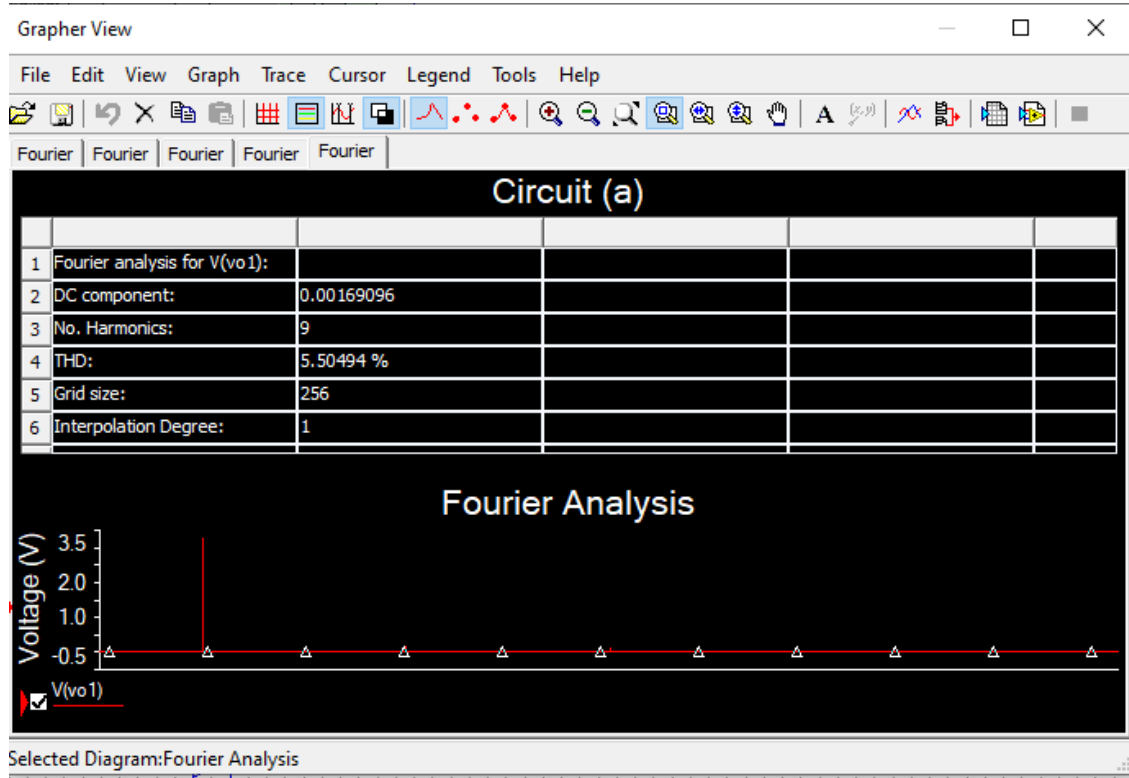 Grapher View
File Edit View Graph Trace Cursor Legend Tools Help
A (x,y)
Fourier Fourier Fourier Fourier Fourier
Circuit (a)
1 Fourier analysis for V(vo1):
2 DC component: 0.00169096
3 No. Harmonics: 9
4 THD: 5.50494 %
5 Grid size: 256
6 Interpolation Degree: 1
Fourier Analysis
Voltage (V)
3.5
2.0
1.0
-0.5
V(vo1)
Selected Diagram:Fourier Analysis